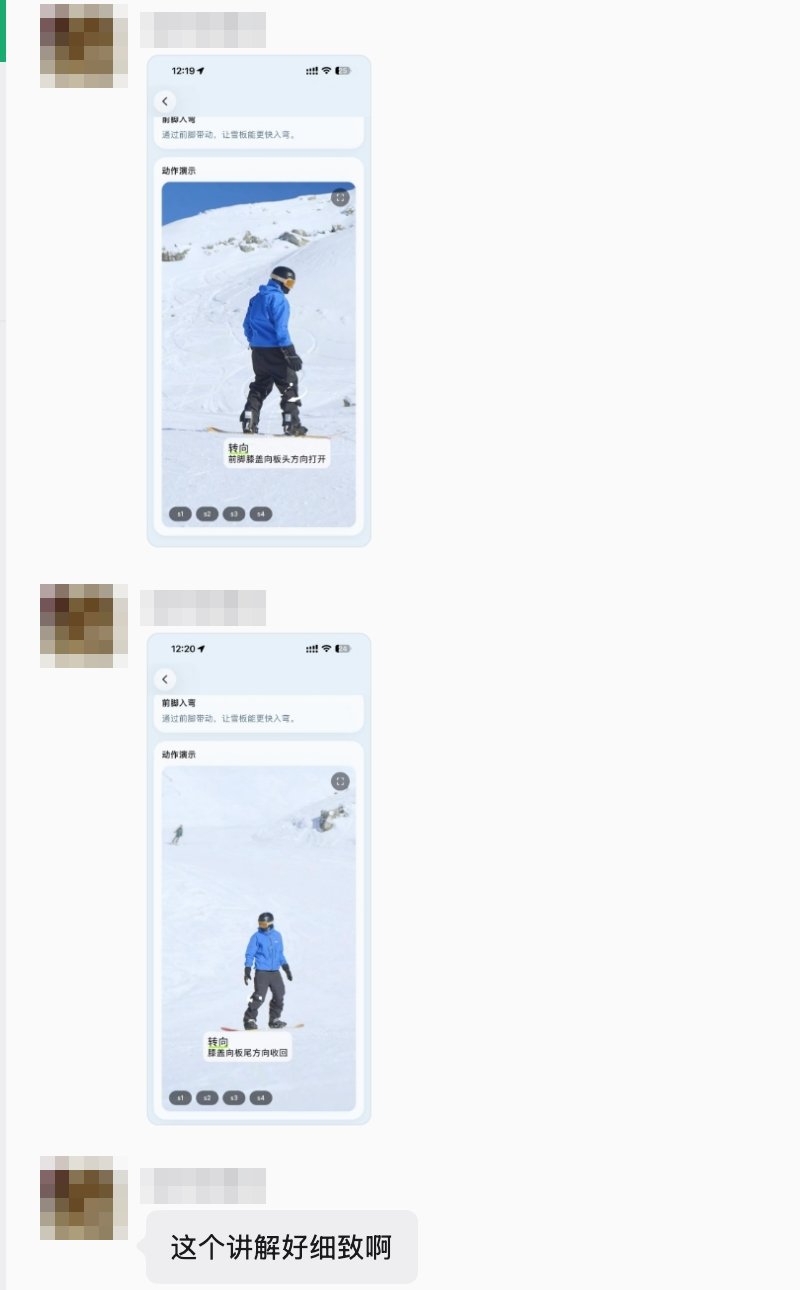 12:19
前脚入弯
通过前脚带动，让雪板能更快入弯。
动作演示
转向
前脚膝盖向板头方向打开
s1 s2 s3 s4
12:20
前脚入弯
通过前脚带动，让雪板能更快入弯。
动作演示
转向
膝盖向板尾方向收回
s1 s2 s3 s4
这个讲解好细致啊